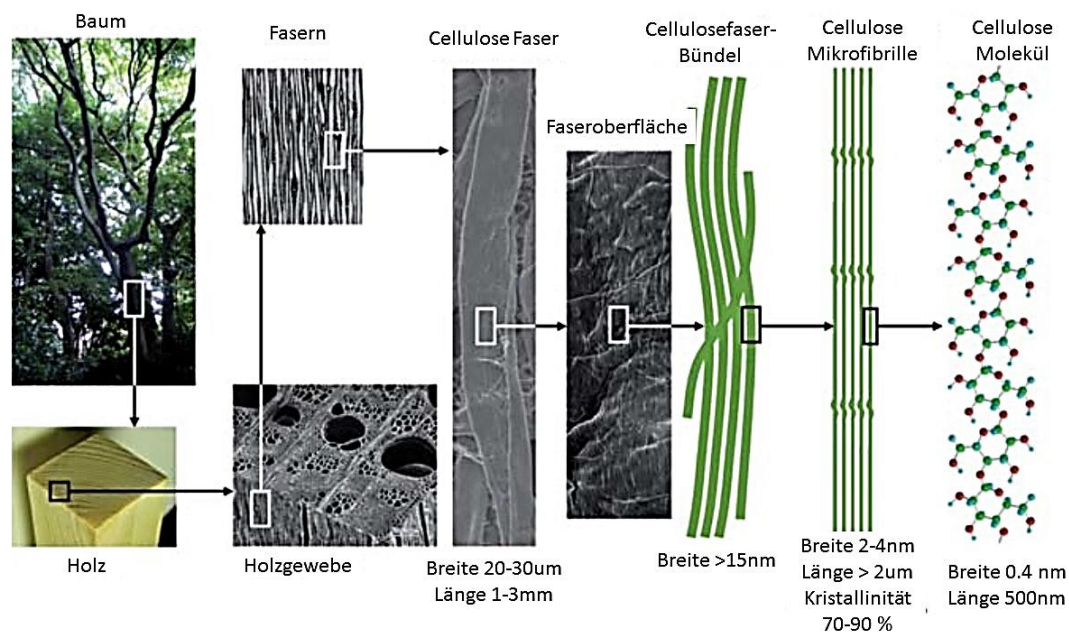 Baum
Fasern
Cellulose Faser
Cellulosefaser-
Bündel
Cellulose
Mikrofibrille
Cellulose
Molekül
Faseroberfläche
Holz
Holzgewebe
Breite 20-30um
Länge 1-3mm
Breite >15nm
Breite 2-4nm
Länge > 2um
Kristallinität
70-90 %
Breite 0.4 nm
Länge 500nm